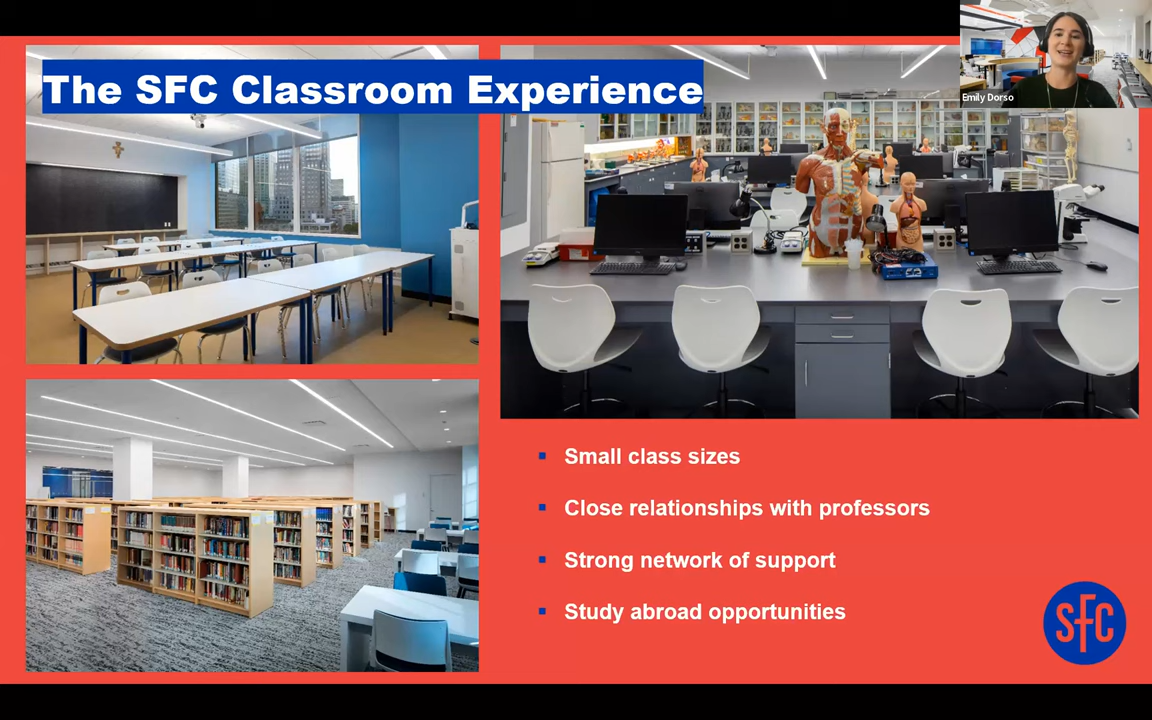 The SFC Classroom Experience
Emily Dorso
Small class sizes
Close relationships with professors
Strong network of support
Study abroad opportunities
SFC